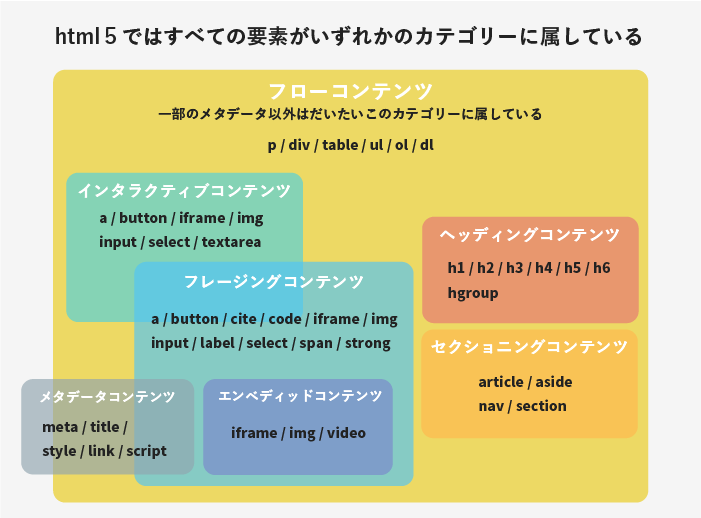 html 5 ではすべての要素がいずれかのカテゴリーに属している
フローコンテンツ
一部のメタデータ以外はだいたいこのカテゴリーに属している
p / div / table / ul / ol / dl
インタラクティブコンテンツ
a / button / iframe / img
input / select / textarea
フレージングコンテンツ
a / button / cite / code / iframe / img
input / label / select / span / strong
ヘッディングコンテンツ
h1 / h2 / h3 / h4 / h5 / h6
hgroup
セクショニングコンテンツ
article / aside
nav / section
メタデータコンテンツ
meta / title /
style / link / script
エンベディッドコンテンツ
iframe / img / video